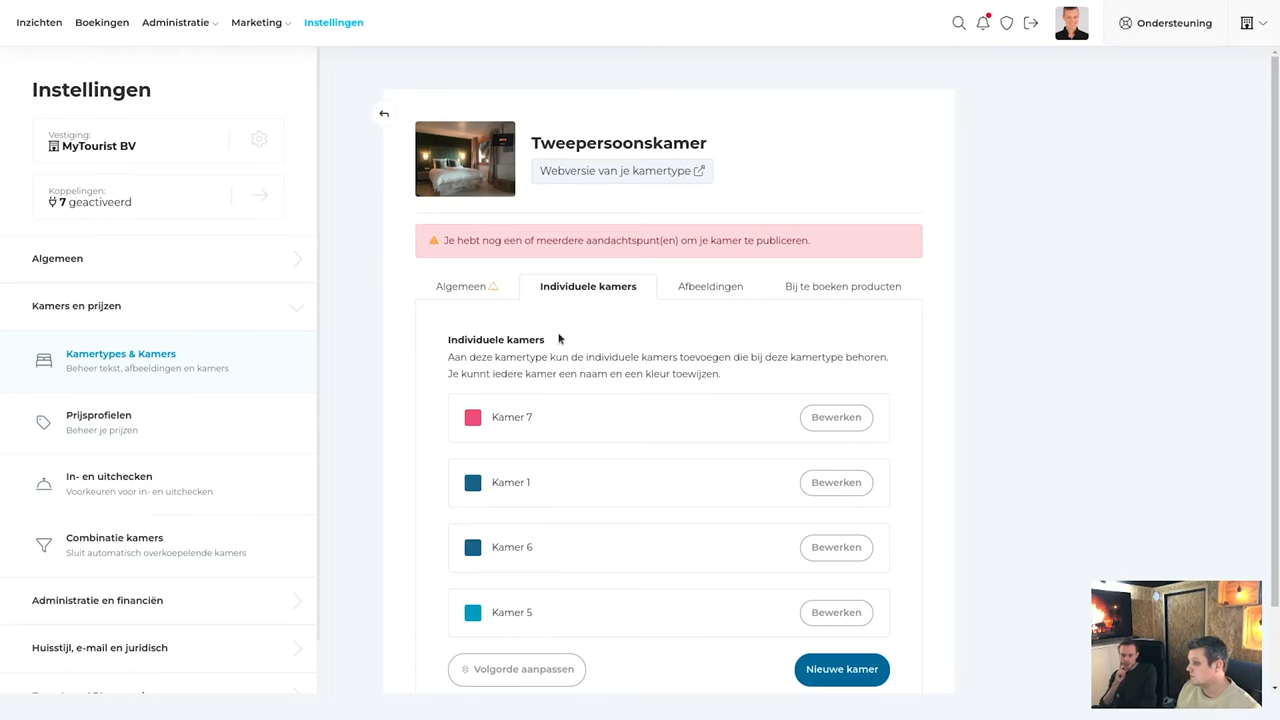 Inzichten Boekingen Administratie Marketing Instellingen Ondersteuning
Instellingen
Vestiging:
MyTourist BV
Koppelingen:
7 geactiveerd
Algemeen
Kamers en prijzen
Kamertypes & Kamers
Beheer tekst, afbeeldingen en kamers
Prijsprofielen
Beheer je prijzen
In- en uitchecken
Voorkeuren voor in- en uitchecken
Combinatie kamers
Sluit automatisch overkoepelende kamers
Administratie en financiën
Huisstijl, e-mail en juridisch
Tweepersoonskamer
Webversie van je kamertype
Je hebt nog een of meerdere aandachtspunt(en) om je kamer te publiceren.
Algemeen Individuele kamers Afbeeldingen Bij te boeken producten
Individuele kamers
Aan deze kamertype kun de individuele kamers toevoegen die bij deze kamertype behoren.
Je kunnt iedere kamer een naam en een kleur toewijzen.
Kamer 7 Bewerken
Kamer 1 Bewerken
Kamer 6 Bewerken
Kamer 5 Bewerken
Volgorde aanpassen Nieuwe kamer